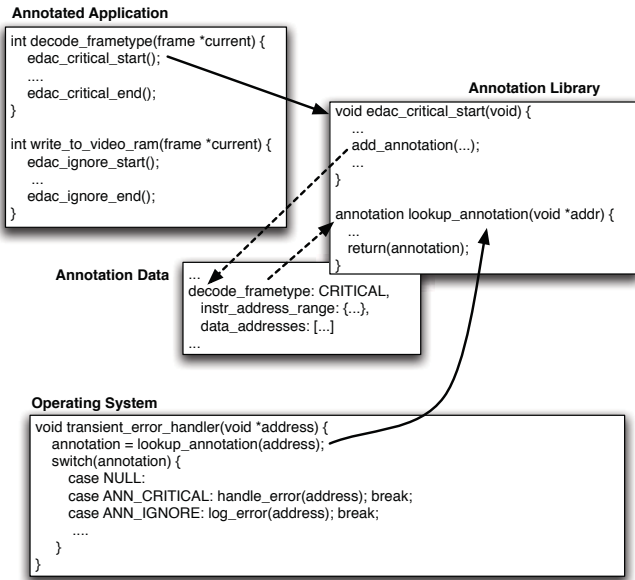 Annotated Application
int decode_frametype(frame *current) {
edac_critical_start();
....
edac_critical_end();
}
int write_to_video_ram(frame *current) {
edac_ignore_start();
...
edac_ignore_end();
}
Annotation Library
void edac_critical_start(void) {
...
add_annotation(...);
...
}
annotation lookup_annotation(void *addr) {
...
return(annotation);
}
Annotation Data
...
decode_frametype: CRITICAL,
instr_address_range: {...},
data_addresses: [...]
...
Operating System
void transient_error_handler(void *address) {
annotation = lookup_annotation(address);
switch(annotation) {
case NULL:
case ANN_CRITICAL: handle_error(address); break;
case ANN_IGNORE: log_error(address); break;
....
}
}